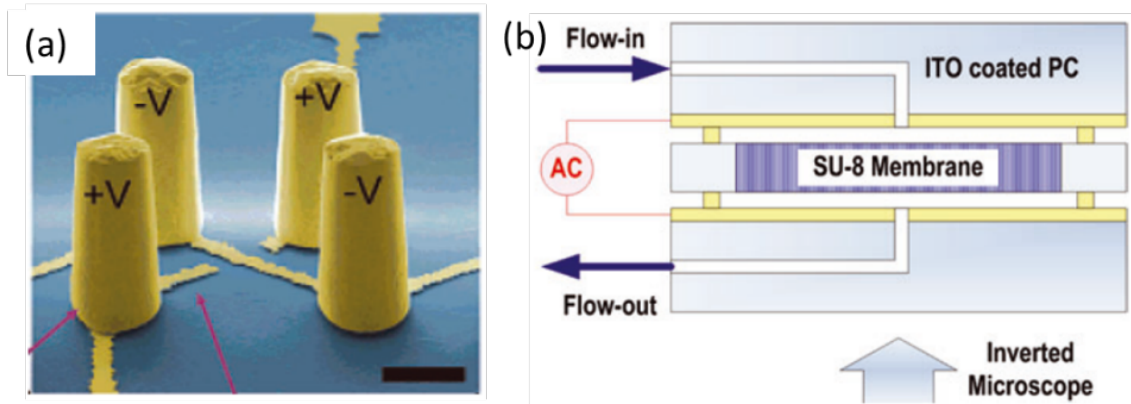 (a)
-V
+V
+V
-V
(b)
Flow-in
ITO coated PC
AC
SU-8 Membrane
Flow-out
Inverted
Microscope